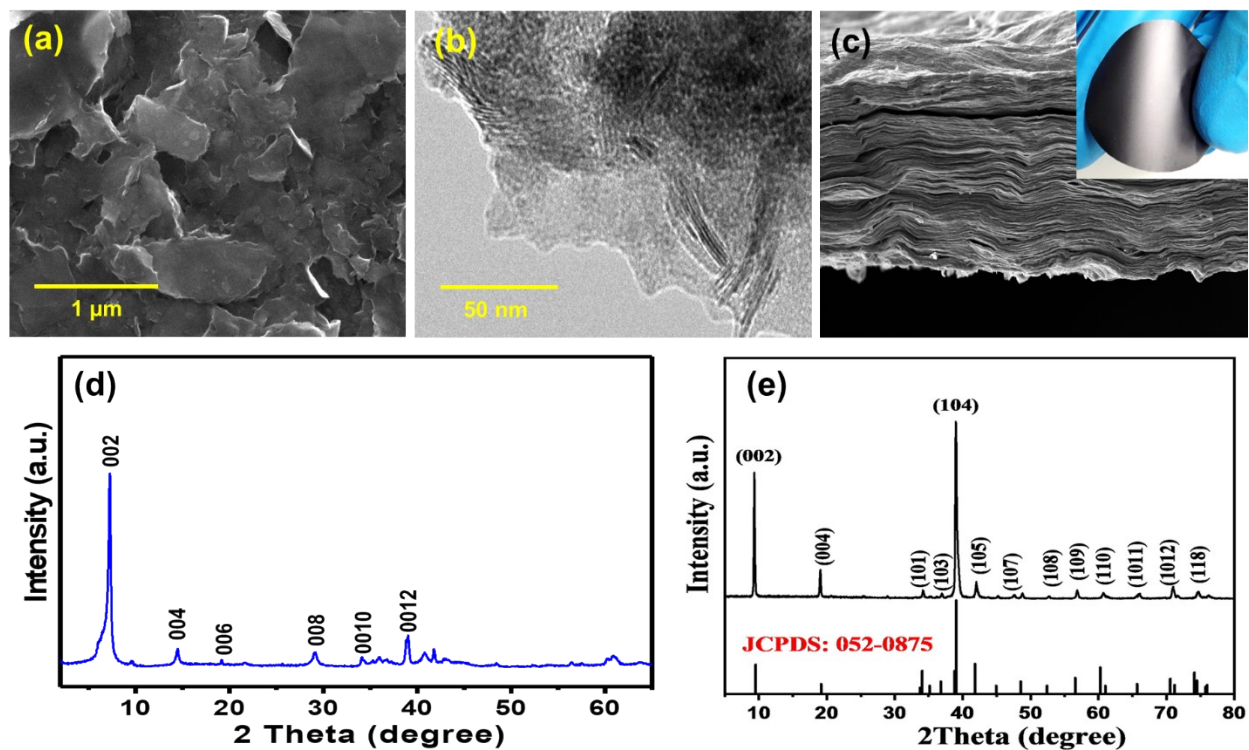 (a)
1 µm
(b)
50 nm
(c)
(d)
Intensity (a.u.)
002
004
006
008
0010
0012
10 20 30 40 50 60
2 Theta (degree)
(e)
Intensity (a.u.)
(002)
(004)
(101)
(103)
(104)
(105)
(107)
(108)
(109)
(110)
(1011)
(1012)
(118)
JCPDS: 052-0875
10 20 30 40 50 60 70 80
2Theta (degree)